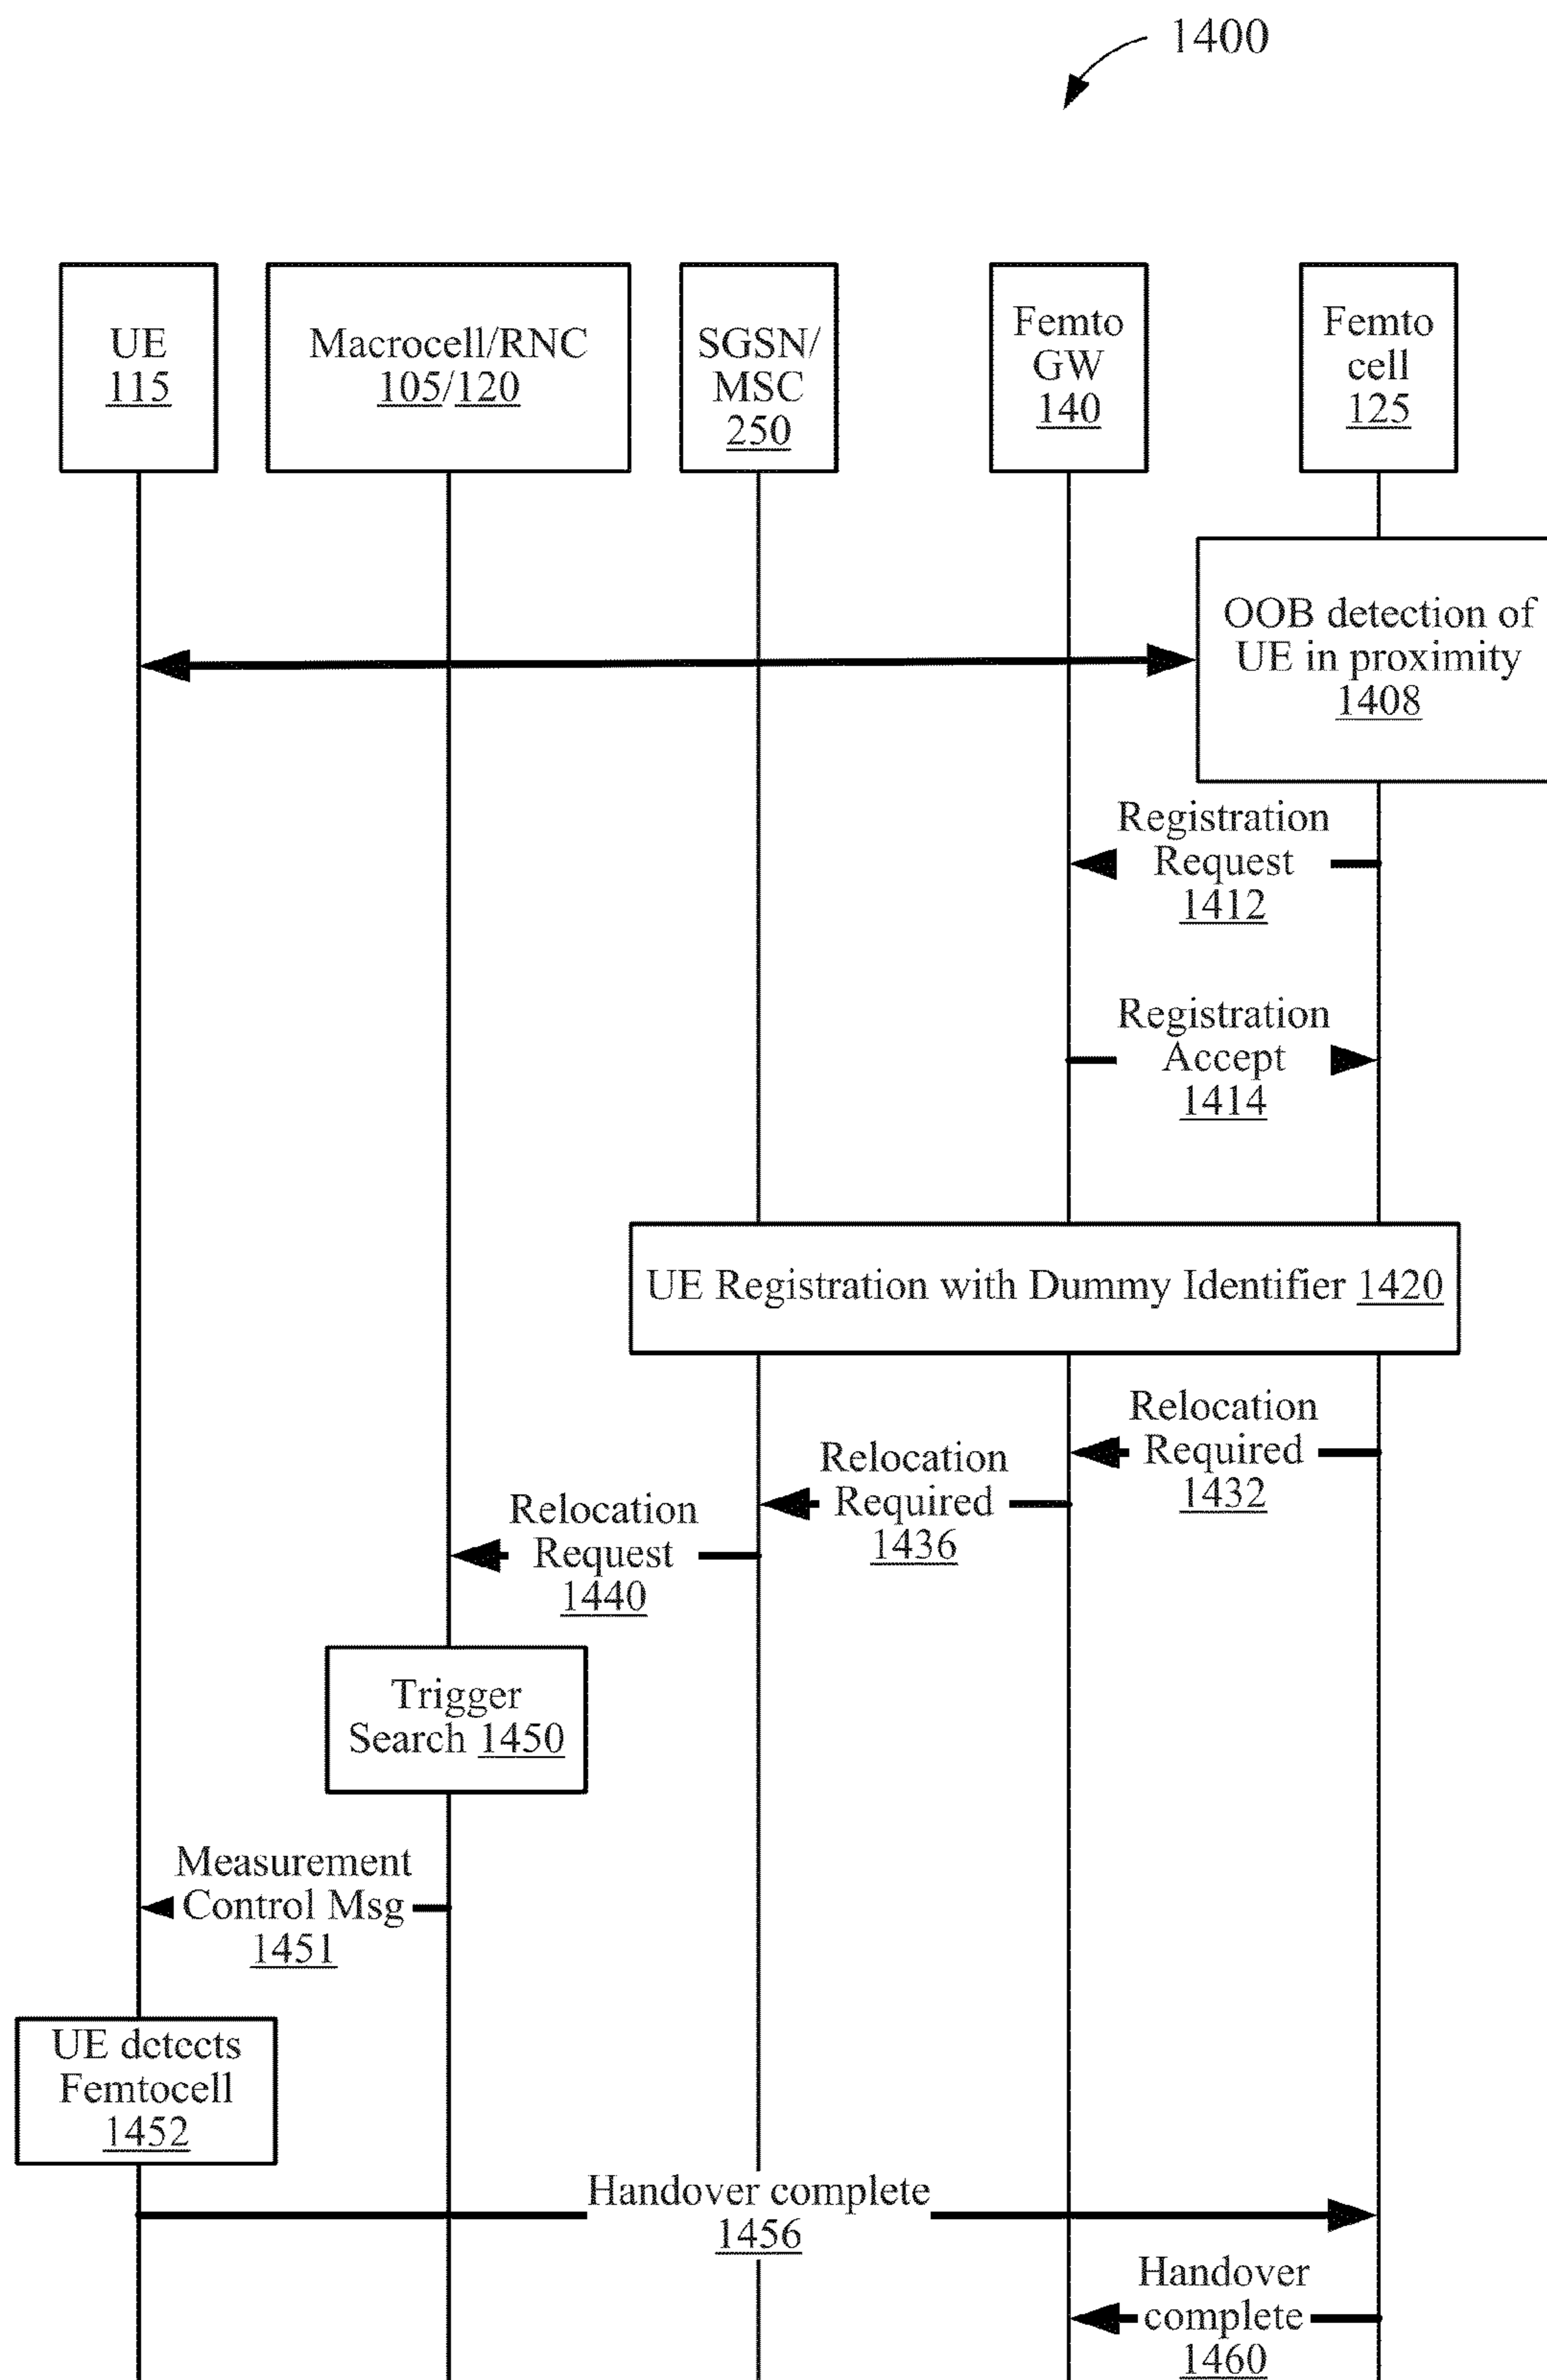 1400
UE
115
Macrocell/RNC
105/120
SGSN/
MSC
250
Femto
GW
140
Femto
cell
125
OOB detection of
UE in proximity
1408
Registration
Request
1412
Registration
Accept
1414
UE Registration with Dummy Identifier 1420
Relocation
Required
1432
Relocation
Required
1436
Relocation
Request
1440
Trigger
Search 1450
Measurement
Control Msg
1451
UE detects
Femtocell
1452
Handover complete
1456
Handover
complete
1460